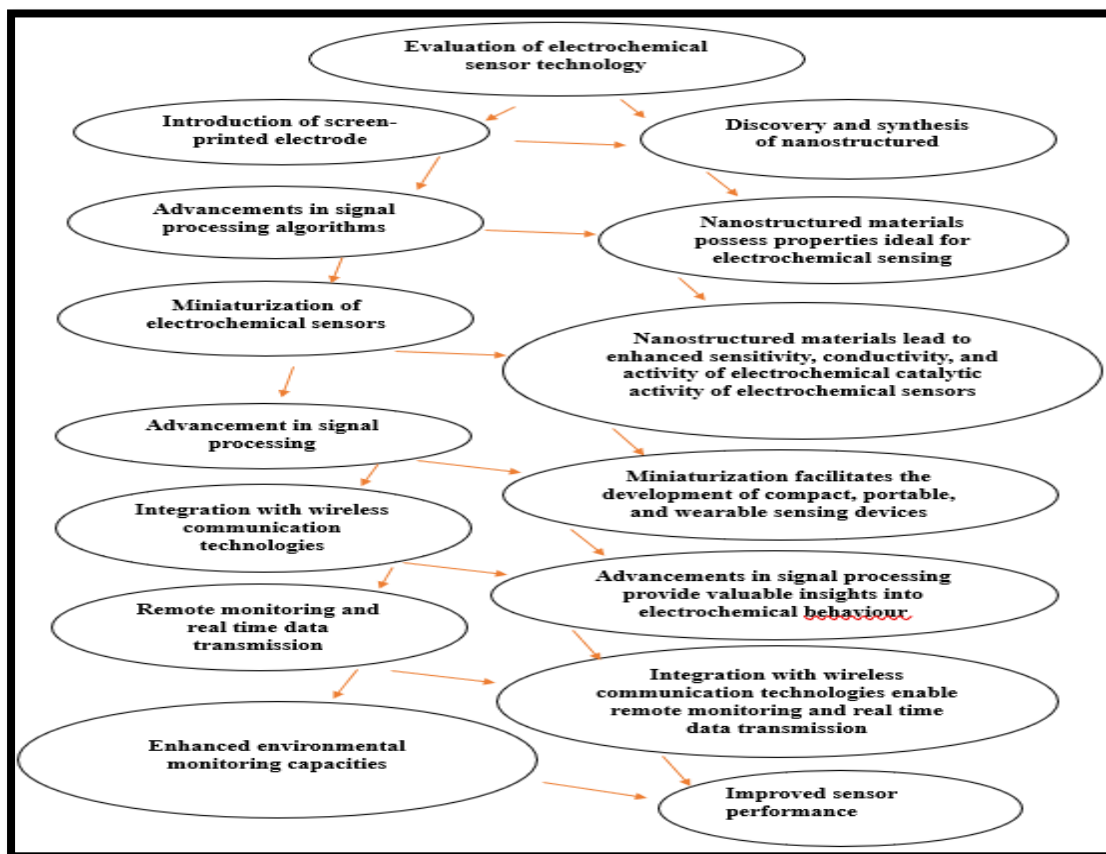 Evaluation of electrochemical
sensor technology
Introduction of screen-
printed electrode
Discovery and synthesis
of nanostructured
Advancements in signal
processing algorithms
Nanostructured materials
possess properties ideal for
electrochemical sensing
Miniaturization of
electrochemical sensors
Nanostructured materials lead to
enhanced sensitivity, conductivity, and
activity of electrochemical catalytic
activity of electrochemical sensors
Advancement in signal
processing
Miniaturization facilitates the
development of compact, portable,
and wearable sensing devices
Integration with wireless
communication
technologies
Advancements in signal processing
provide valuable insights into
electrochemical behaviour
Remote monitoring and
real time data
transmission
Integration with wireless
communication technologies enable
remote monitoring and real time
data transmission
Enhanced environmental
monitoring capacities
Improved sensor
performance